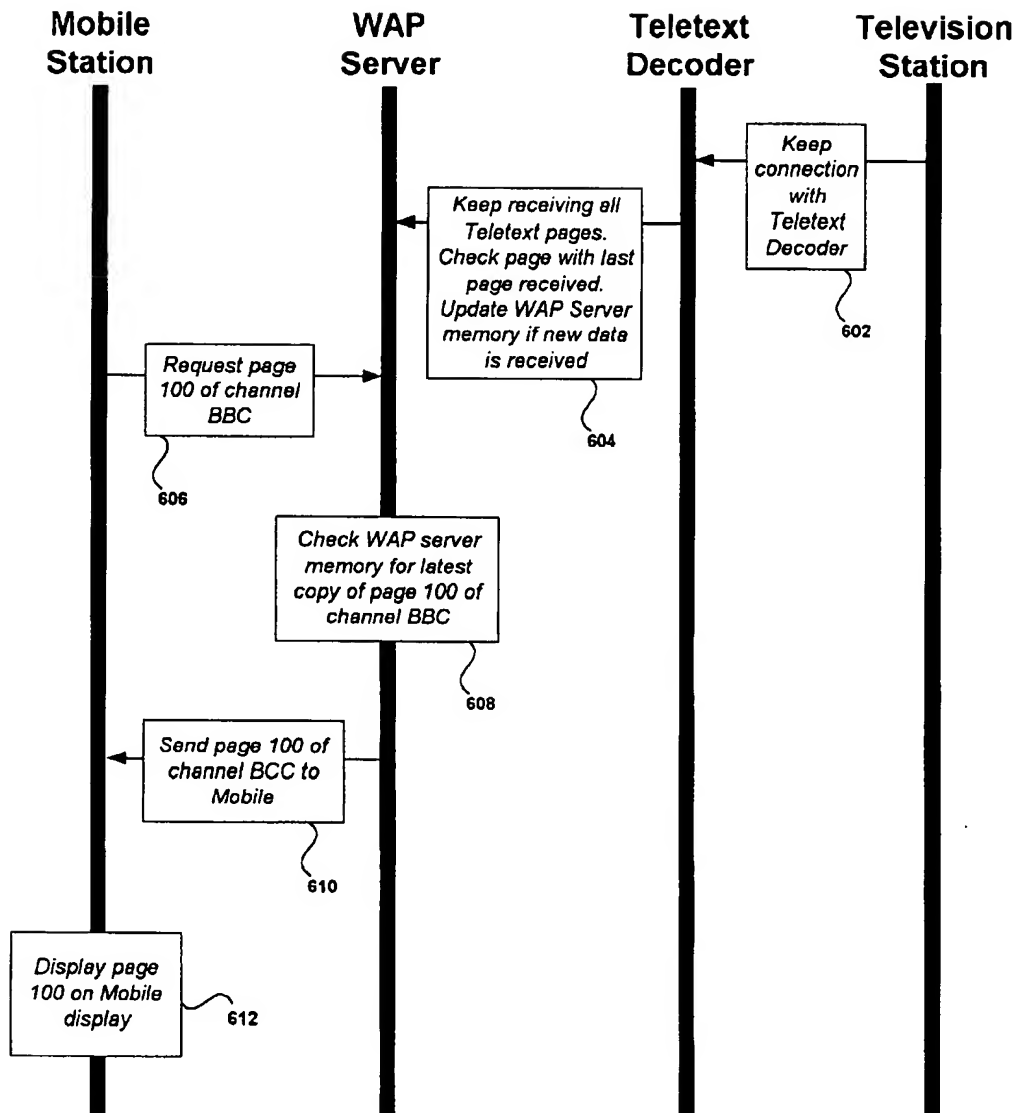 Mobile
Station
WAP
Server
Teletext
Decoder
Television
Station
Keep
connection
with
Teletext
Decoder
602
Keep receiving all
Teletext pages.
Check page with last
page received.
Update WAP Server
memory if new data
is received
604
Request page
100 of channel
BBC
606
Check WAP server
memory for latest
copy of page 100 of
channel BBC
608
Send page 100 of
channel BCC to
Mobile
610
Display page
100 on Mobile
display
612